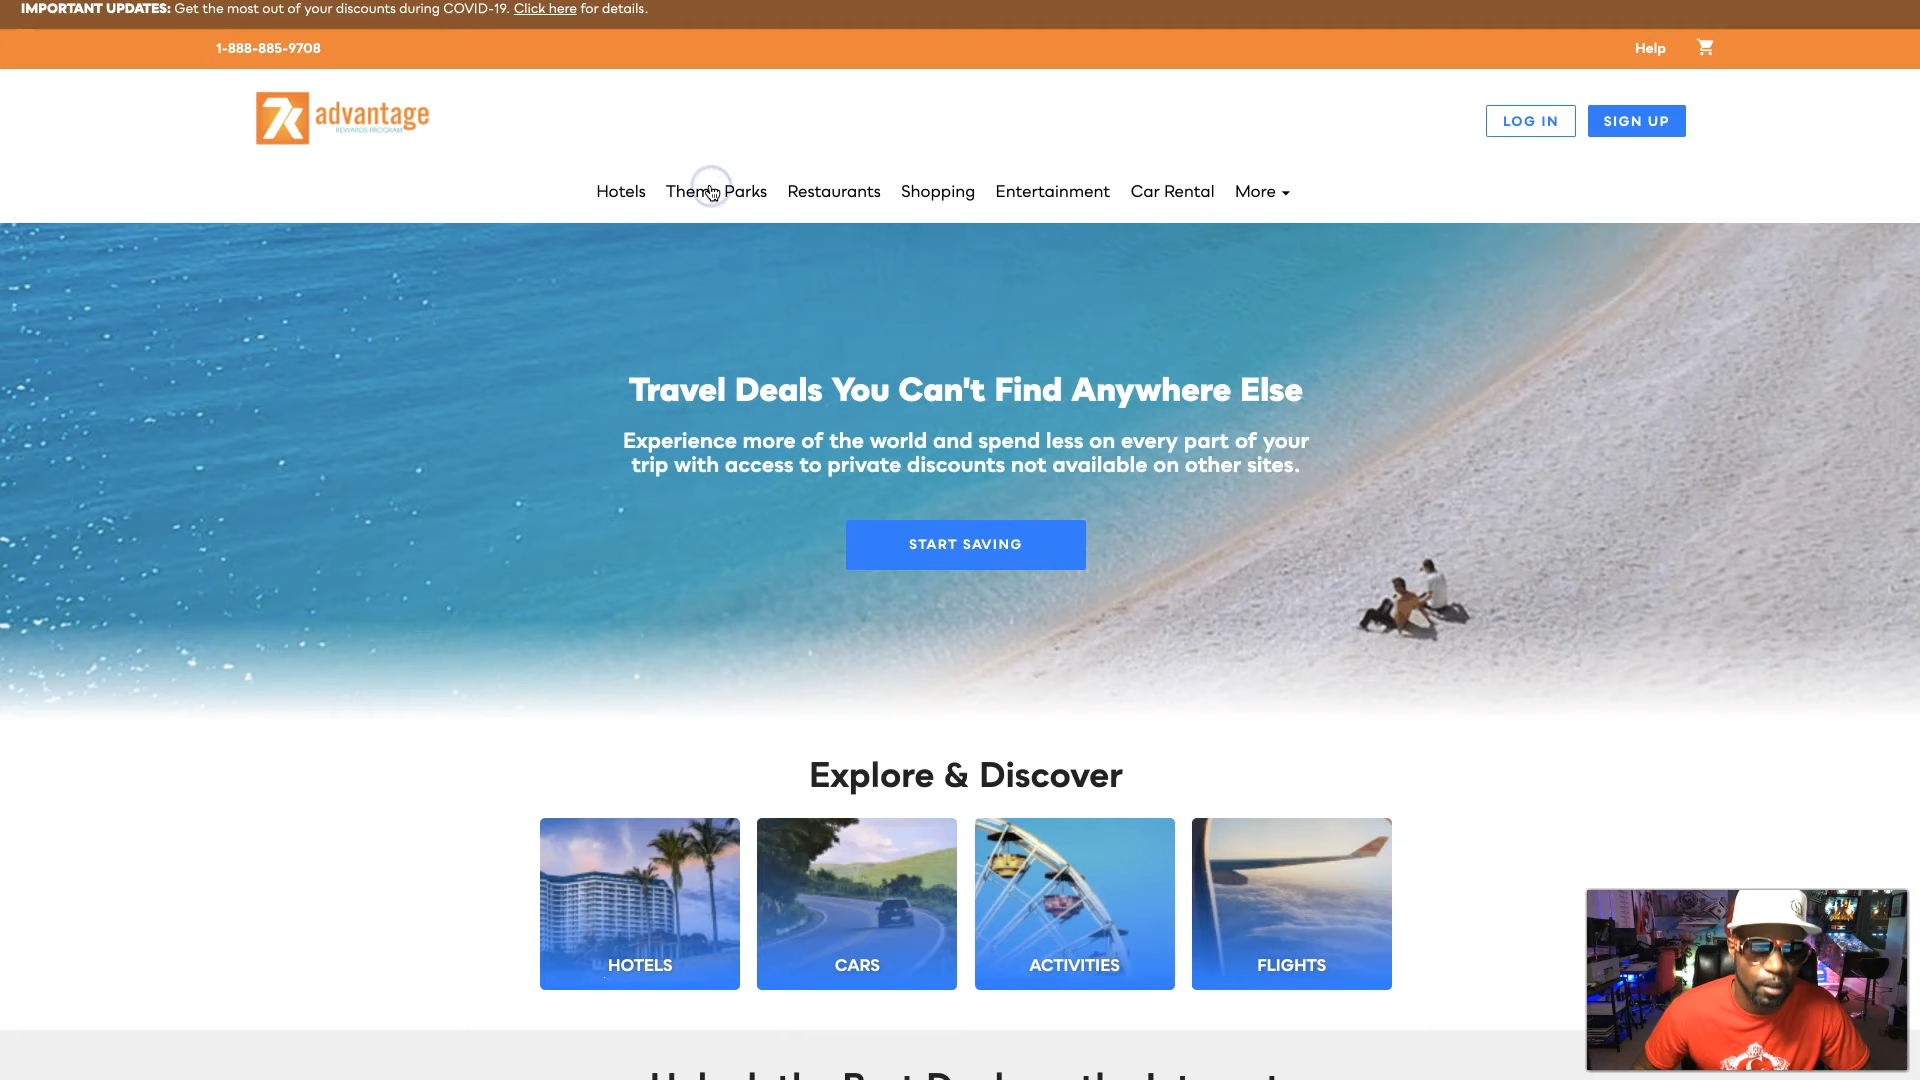 IMPORTANT UPDATES: Get the most out of your discounts during COVID-19. Click here for details.
1-888-885-9708
Help
7k advantage
REWARDS PROGRAM
LOG IN
SIGN UP
Hotels
Theme Parks
Restaurants
Shopping
Entertainment
Car Rental
More
Travel Deals You Can't Find Anywhere Else
Experience more of the world and spend less on every part of your
trip with access to private discounts not available on other sites.
START SAVING
Explore & Discover
HOTELS
CARS
ACTIVITIES
FLIGHTS